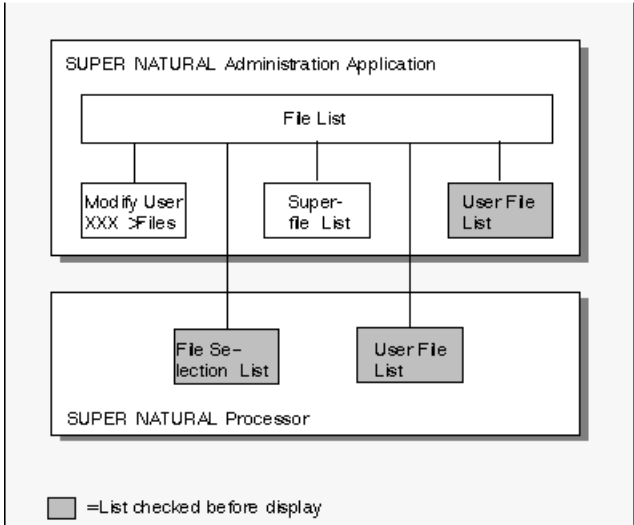 SUPER NATURAL Administration Application
File List
Modify User
XXX >Files
Super-
file List
User File
List
File Se-
lection List
User File
List
SUPER NATURAL Processor
=List checked before display